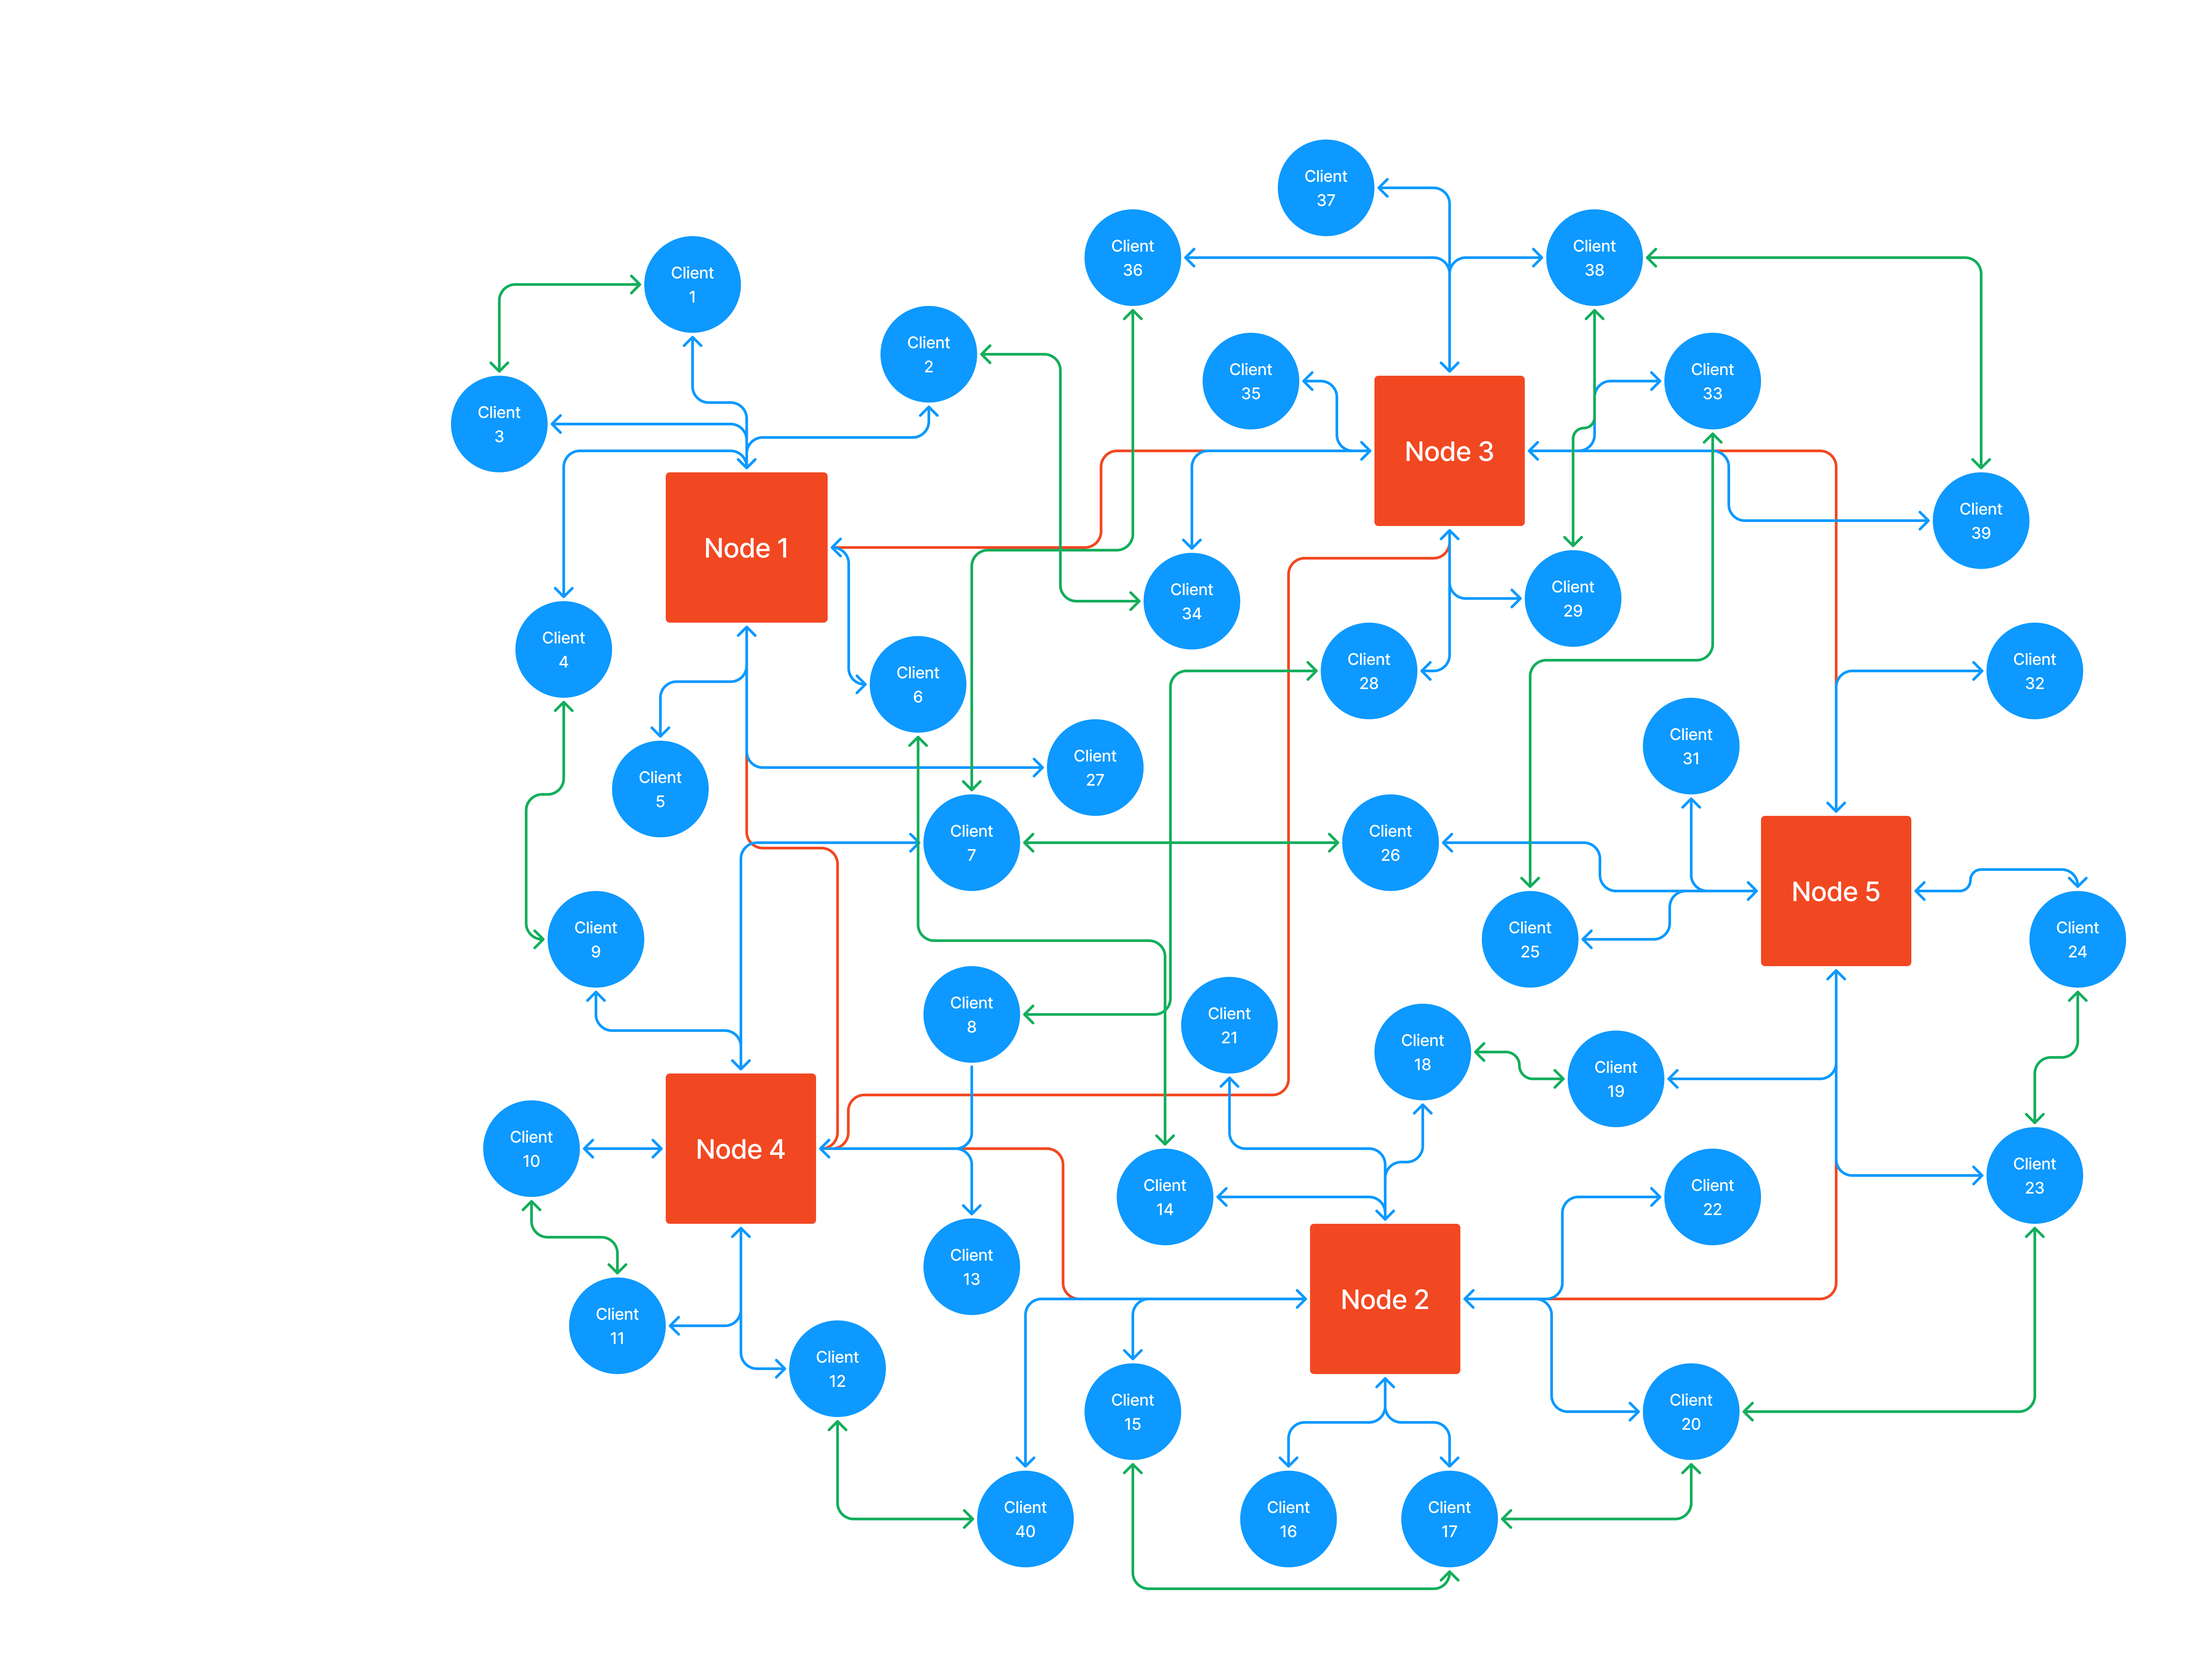 Client
37
Client
36
Client
38
Client
1
Client
2
Client
35
Client
33
Client
3
Node 3
Client
39
Node 1
Client
34
Client
29
Client
4
Client
6
Client
28
Client
32
Client
31
Client
27
Client
5
Client
7
Client
26
Node 5
Client
9
Client
25
Client
24
Client
8
Client
21
Client
18
Client
19
Client
10
Node 4
Client
14
Client
22
Client
23
Client
13
Node 2
Client
11
Client
12
Client
15
Client
20
Client
40
Client
16
Client
17